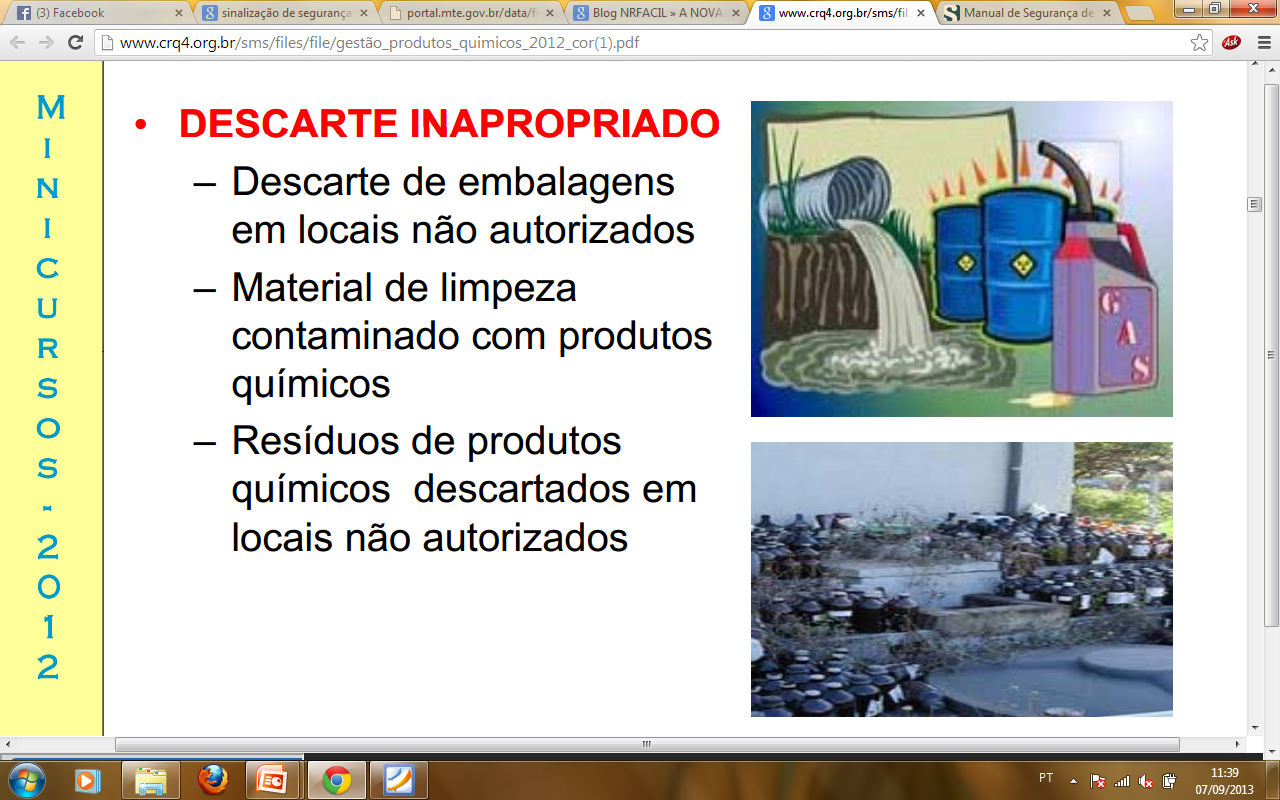 (3) Facebook
sinalização de segurança
portal.mte.gov.br/data/fi
Blog NRFACIL » A NOVA
www.crq4.org.br/sms/fil
Manual de Segurança de
www.crq4.org.br/sms/files/file/gestão_produtos_quimicos_2012_cor(1).pdf
Ask
MINICURSOS - 2012
• DESCARTE INAPROPRIADO
– Descarte de embalagens
em locais não autorizados
– Material de limpeza
contaminado com produtos
químicos
– Resíduos de produtos
químicos descartados em
locais não autorizados
GAS
PT
11:39
07/09/2013